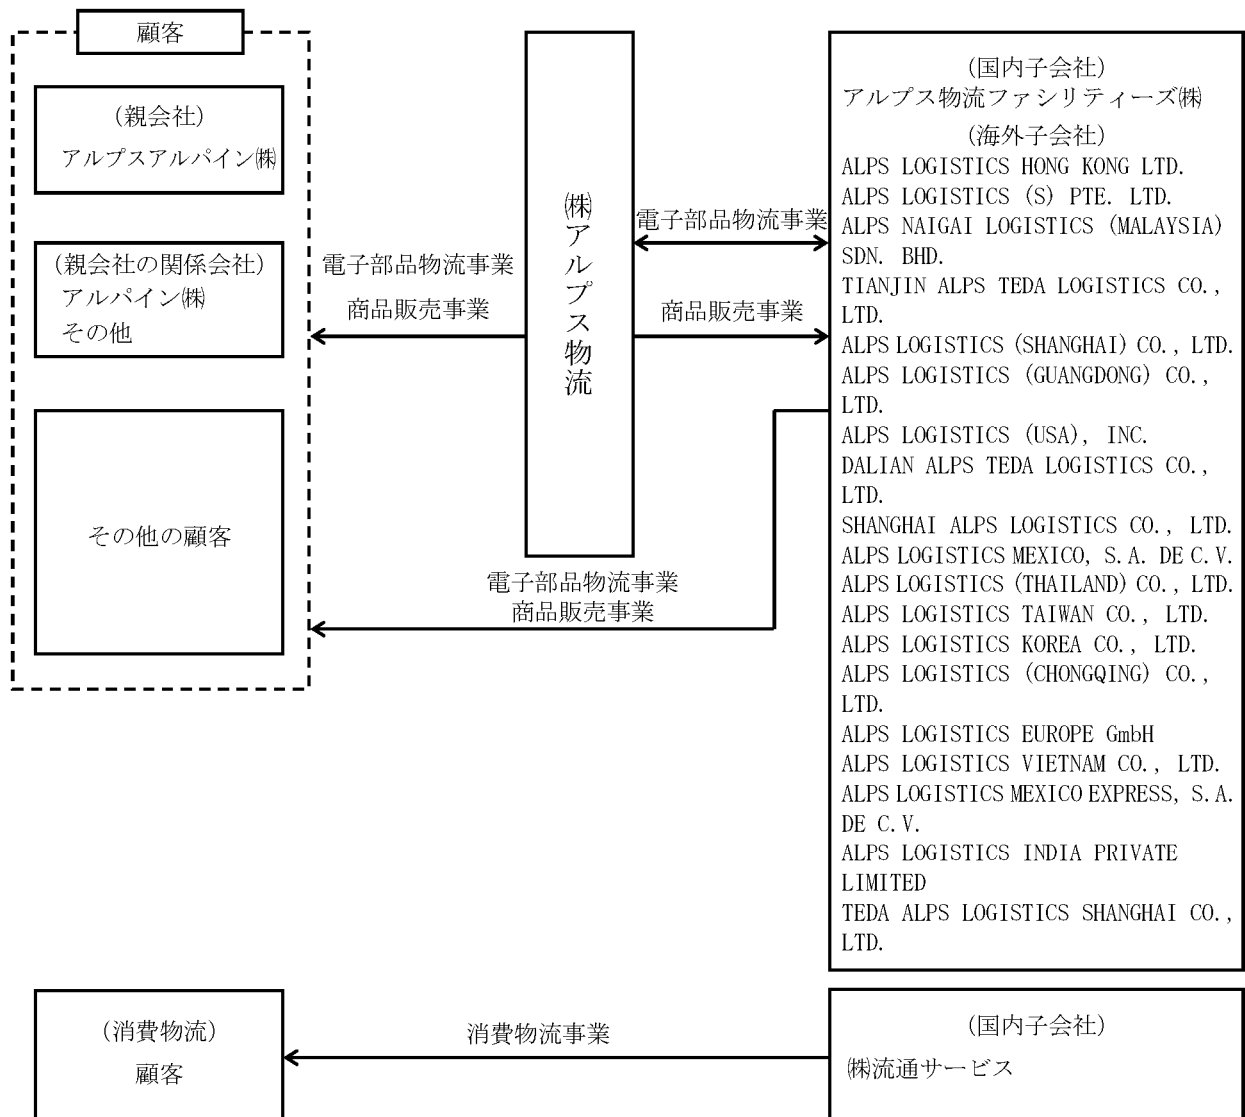 顧客
(親会社)
アルプスアルパイン㈱
(親会社の関係会社)
アルパイン㈱
その他
その他の顧客
電子部品物流事業
商品販売事業
㈱アルプス物流
電子部品物流事業
商品販売事業
電子部品物流事業
商品販売事業
(国内子会社)
アルプス物流ファシリティーズ㈱
(海外子会社)
ALPS LOGISTICS HONG KONG LTD.
ALPS LOGISTICS (S) PTE. LTD.
ALPS NAIGAI LOGISTICS (MALAYSIA)
SDN. BHD.
TIANJIN ALPS TEDA LOGISTICS CO.,
LTD.
ALPS LOGISTICS (SHANGHAI) CO., LTD.
ALPS LOGISTICS (GUANGDONG) CO.,
LTD.
ALPS LOGISTICS (USA), INC.
DALIAN ALPS TEDA LOGISTICS CO.,
LTD.
SHANGHAI ALPS LOGISTICS CO., LTD.
ALPS LOGISTICS MEXICO, S.A. DE C.V.
ALPS LOGISTICS (THAILAND) CO., LTD.
ALPS LOGISTICS TAIWAN CO., LTD.
ALPS LOGISTICS KOREA CO., LTD.
ALPS LOGISTICS (CHONGQING) CO.,
LTD.
ALPS LOGISTICS EUROPE GmbH
ALPS LOGISTICS VIETNAM CO., LTD.
ALPS LOGISTICS MEXICO EXPRESS, S.A.
DE C.V.
ALPS LOGISTICS INDIA PRIVATE
LIMITED
TEDA ALPS LOGISTICS SHANGHAI CO.,
LTD.
(消費物流)
顧客
消費物流事業
(国内子会社)
㈱流通サービス